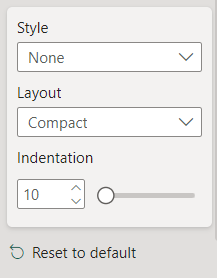 Style
None
Layout
Compact
Indentation
10
Reset to default